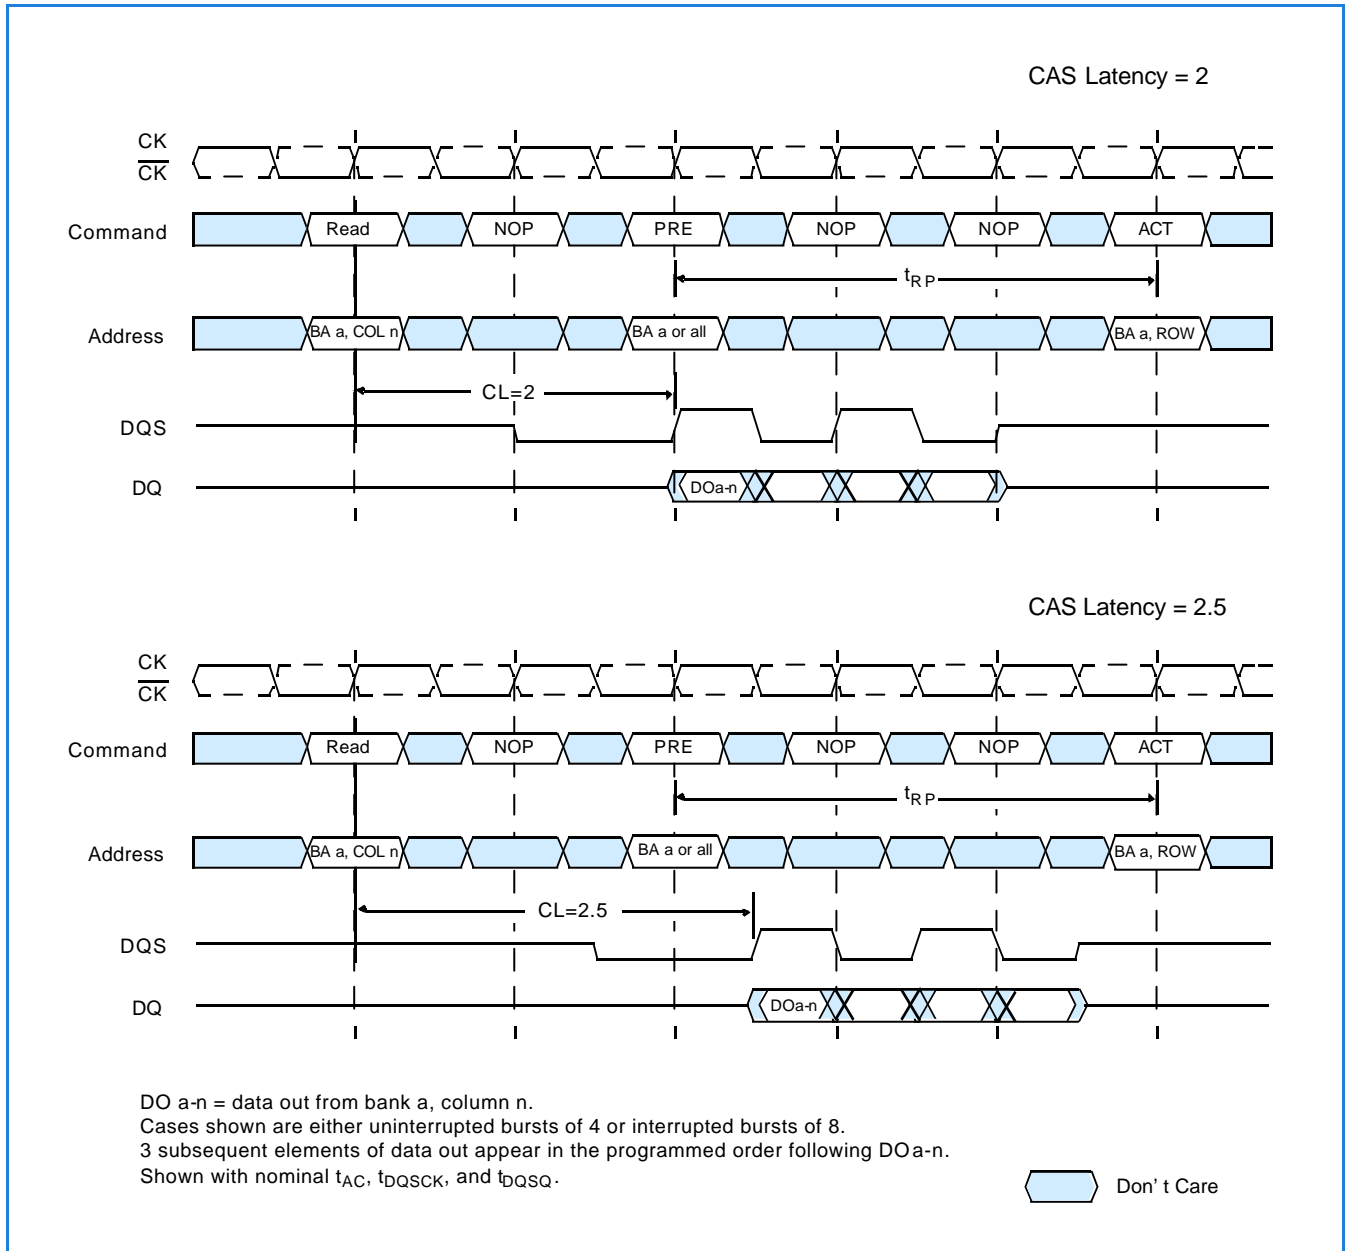 CAS Latency = 2
CK
CK
Command Read NOP PRE NOP NOP ACT
tRP
Address BA a, COL n BA a or all BA a, ROW
CL=2
DQS
DQ DOa-n
CAS Latency = 2.5
CK
CK
Command Read NOP PRE NOP NOP ACT
tRP
Address BA a, COL n BA a or all BA a, ROW
CL=2.5
DQS
DQ DOa-n
DO a-n = data out from bank a, column n.
Cases shown are either uninterrupted bursts of 4 or interrupted bursts of 8.
3 subsequent elements of data out appear in the programmed order following DOa-n.
Shown with nominal tAC, tDQSCK, and tDQSQ.
Don' t Care